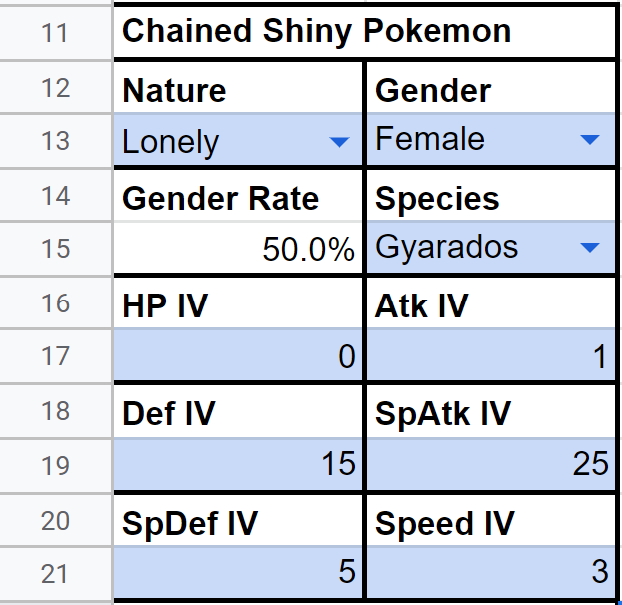 11 Chained Shiny Pokemon
12 Nature Gender
13 Lonely Female
14 Gender Rate Species
15 50.0% Gyarados
16 HP IV Atk IV
17 0 1
18 Def IV SpAtk IV
19 15 25
20 SpDef IV Speed IV
21 5 3